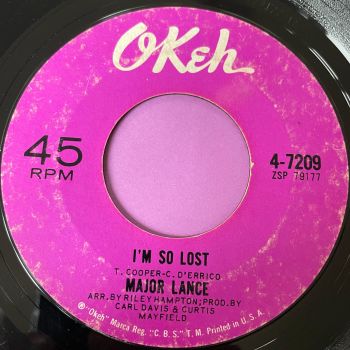 OKeh
45
RPM
4-7209
ZSP 79177
I'M SO LOST
T. COOPER-C. D'ERRICO
MAJOR LANCE
ARR. BY RILEY HAMPTON; PROD. BY
CARL DAVIS & CURTIS
MAYFIELD
® "Okeh" Marca Reg. "C.B.S." T.M. Printed in U.S.A.